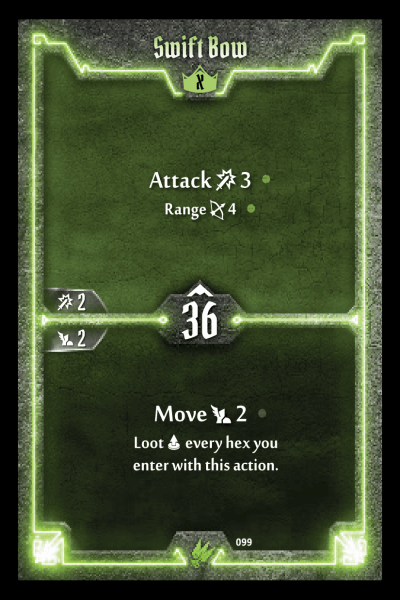 Swift Bow
X
Attack 3
Range 4
2
36
2
Move 2
Loot every hex you
enter with this action.
099